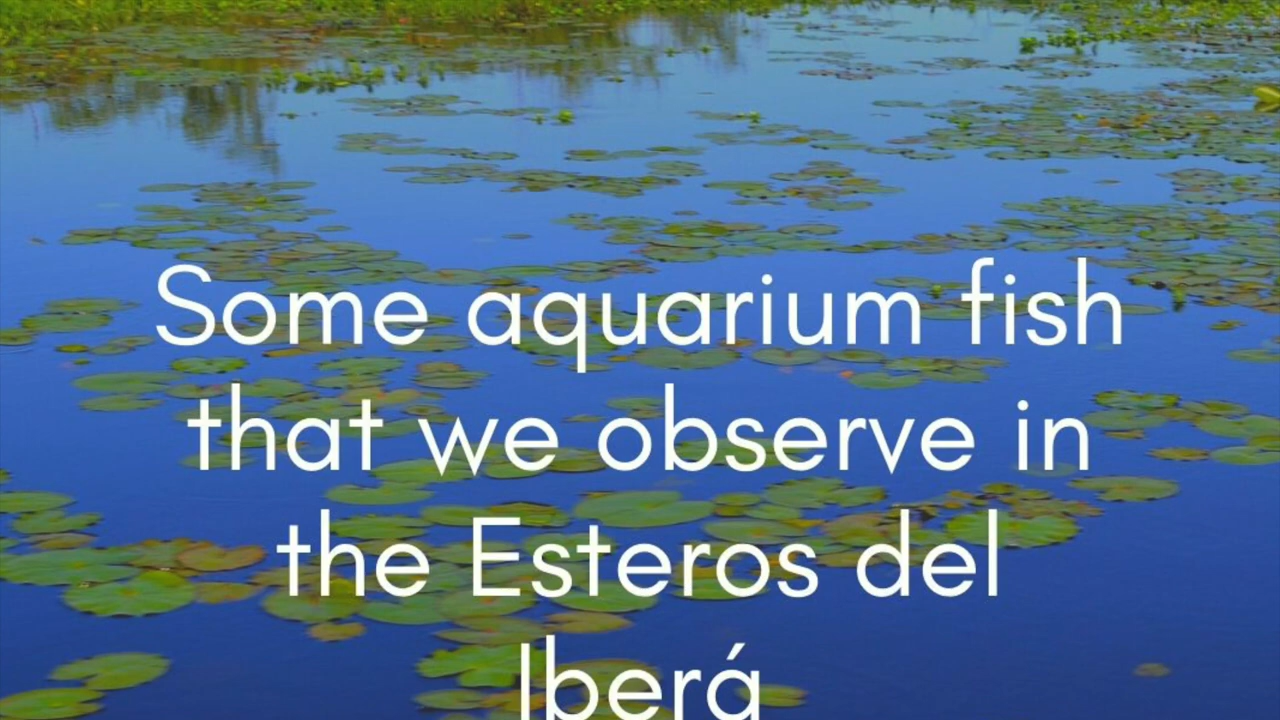 Some aquarium fish
that we observe in
the Esteros del
Iberá